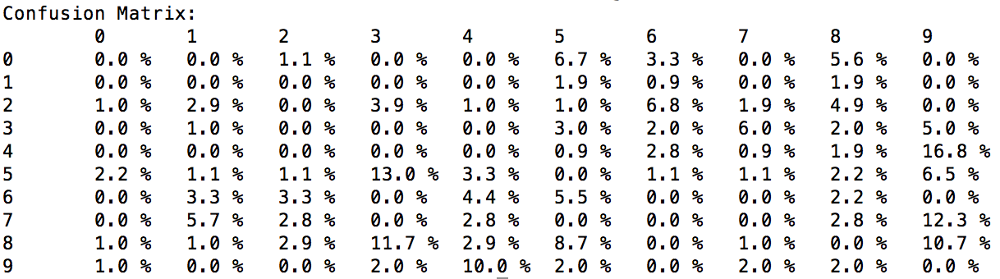 Confusion Matrix:
0 1 2 3 4 5 6 7 8 9
0 0.0 % 0.0 % 1.1 % 0.0 % 0.0 % 6.7 % 3.3 % 0.0 % 5.6 % 0.0 %
1 0.0 % 0.0 % 0.0 % 0.0 % 0.0 % 1.9 % 0.9 % 0.0 % 1.9 % 0.0 %
2 1.0 % 2.9 % 0.0 % 3.9 % 1.0 % 1.0 % 6.8 % 1.9 % 4.9 % 0.0 %
3 0.0 % 1.0 % 0.0 % 0.0 % 0.0 % 3.0 % 2.0 % 6.0 % 2.0 % 5.0 %
4 0.0 % 0.0 % 0.0 % 0.0 % 0.0 % 0.9 % 2.8 % 0.9 % 1.9 % 16.8 %
5 2.2 % 1.1 % 1.1 % 13.0 % 3.3 % 0.0 % 1.1 % 1.1 % 2.2 % 6.5 %
6 0.0 % 3.3 % 3.3 % 0.0 % 4.4 % 5.5 % 0.0 % 0.0 % 2.2 % 0.0 %
7 0.0 % 5.7 % 2.8 % 0.0 % 2.8 % 0.0 % 0.0 % 0.0 % 2.8 % 12.3 %
8 1.0 % 1.0 % 2.9 % 11.7 % 2.9 % 8.7 % 0.0 % 1.0 % 0.0 % 10.7 %
9 1.0 % 0.0 % 0.0 % 2.0 % 10.0 % 2.0 % 0.0 % 2.0 % 2.0 % 0.0 %